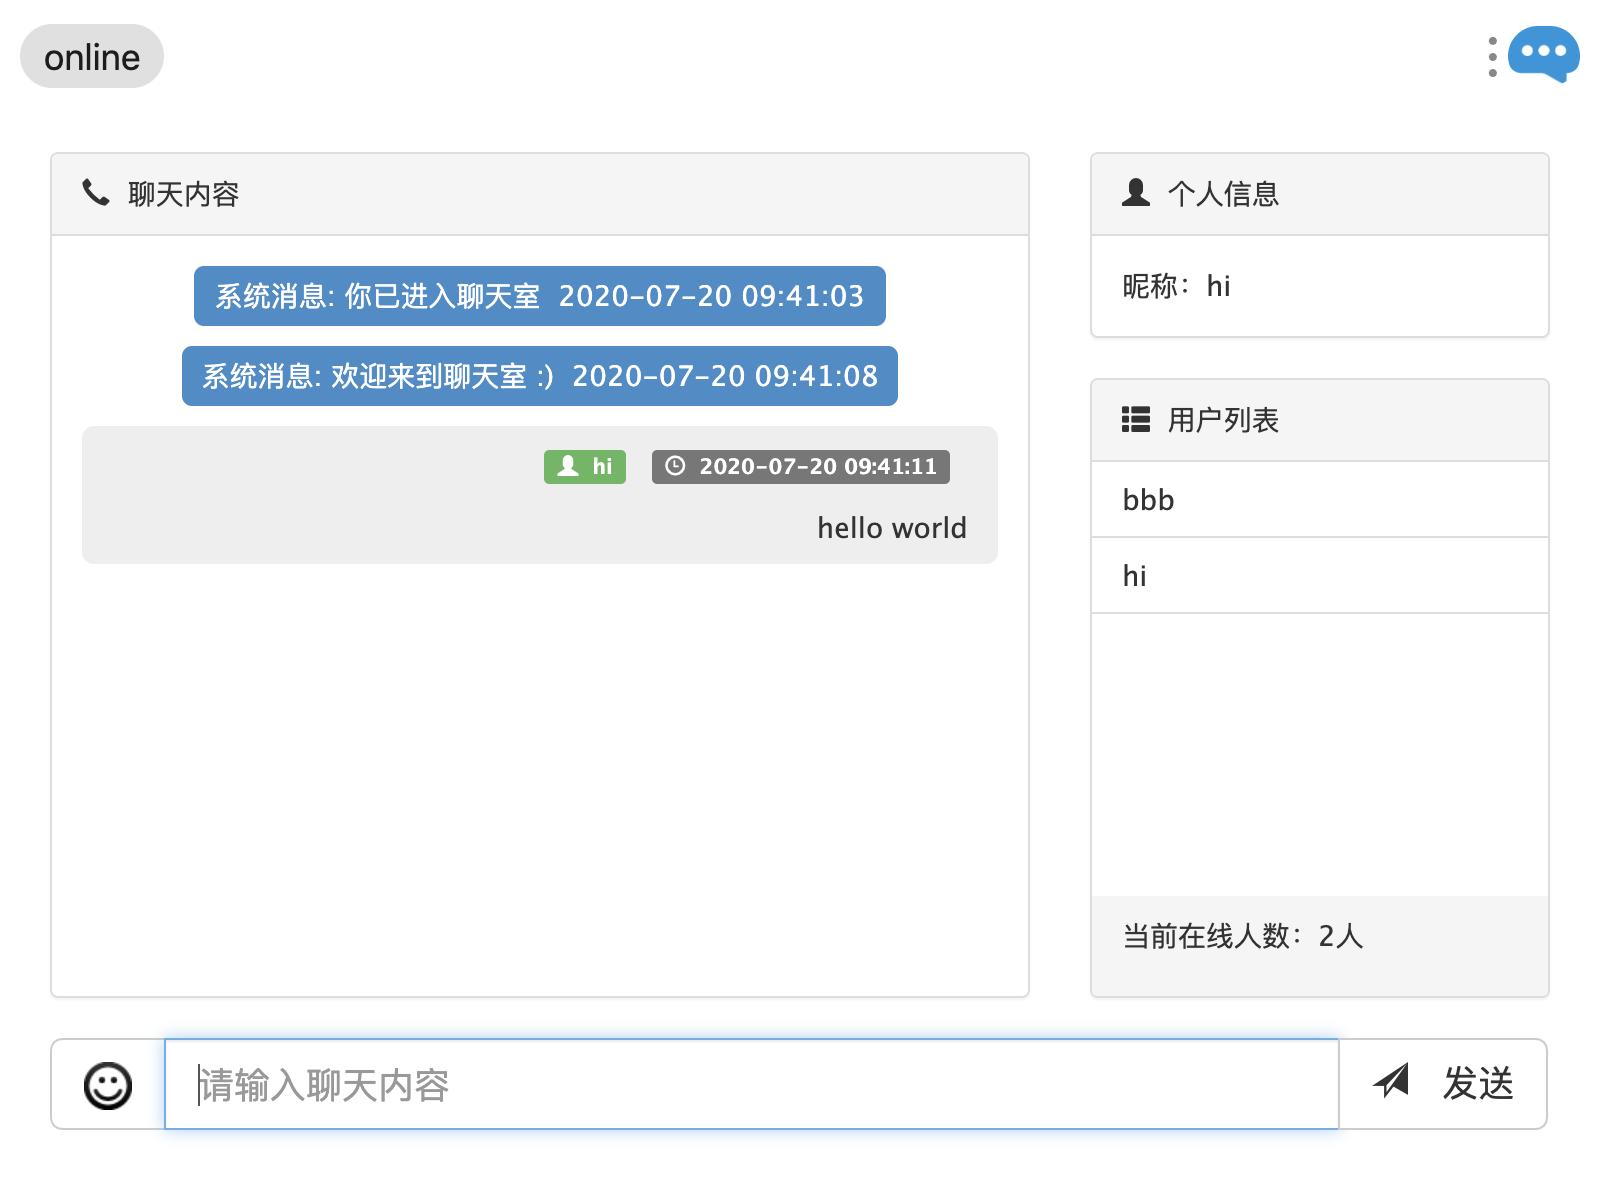 online
聊天内容
系统消息: 你已进入聊天室 2020-07-20 09:41:03
系统消息: 欢迎来到聊天室 :) 2020-07-20 09:41:08
hi 2020-07-20 09:41:11
hello world
个人信息
昵称：hi
用户列表
bbb
hi
当前在线人数：2人
请输入聊天内容
发送